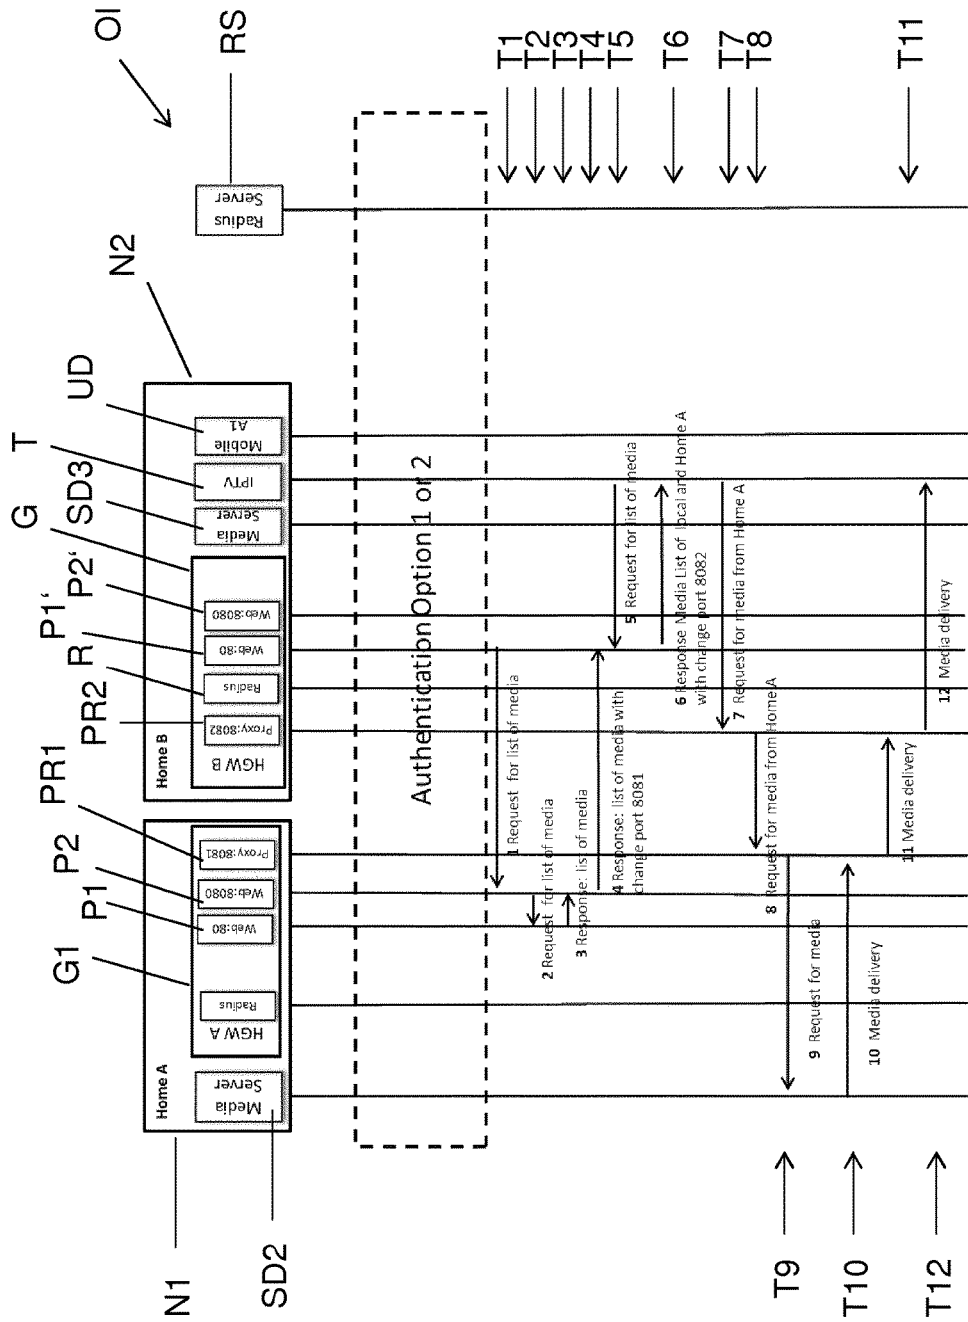 OI
RS
N2
UD
T
SD3
G
P2'
P1'
R
PR2
PR1
P2
P1
G1
N1
SD2
Radius
Server
Home B
Mobile
A1
IPTV
Media
Server
Web:8080
Web:80
Radius
Proxy:8082
HGW B
Home A
Proxy:8081
Web:8080
Web:80
Radius
HGW A
Media
Server
Authentication Option 1 or 2
T1
T2
T3
T4
T5
T6
T7
T8
T11
1 Request for list of media
2 Request for list of media
3 Response: list of media
4 Response: list of media with
change port 8081
5 Request for list of media
6 Response Media List of local and Home A
with change port 8082
7 Request for media from Home A
8 Request for media from Home A
9 Request for media
10 Media delivery
11 Media delivery
12 Media delivery
T9
T10
T12